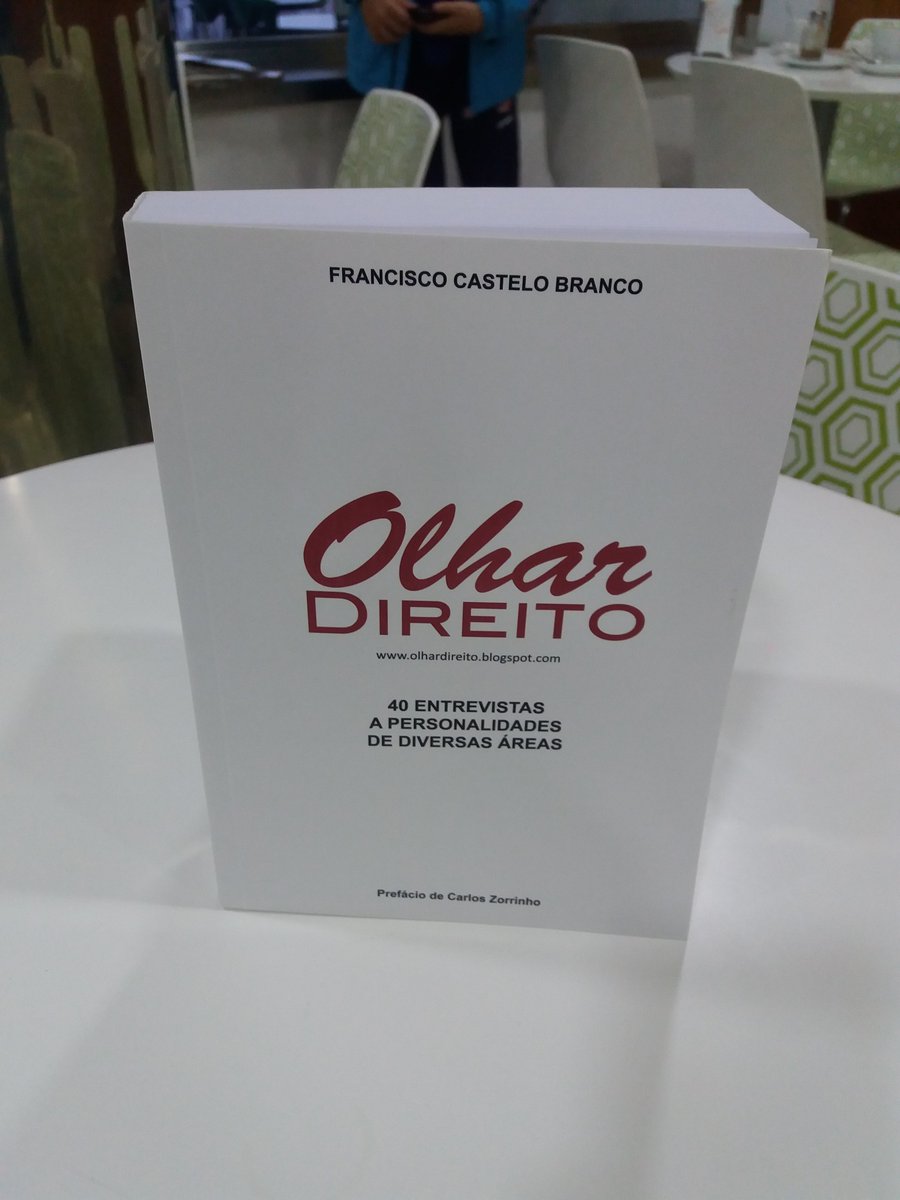 FRANCISCO CASTELO BRANCO
Olhar
DIREITO
www.olhardireito.blogspot.com
40 ENTREVISTAS
A PERSONALIDADES
DE DIVERSAS ÁREAS
Prefácio de Carlos Zorrinho